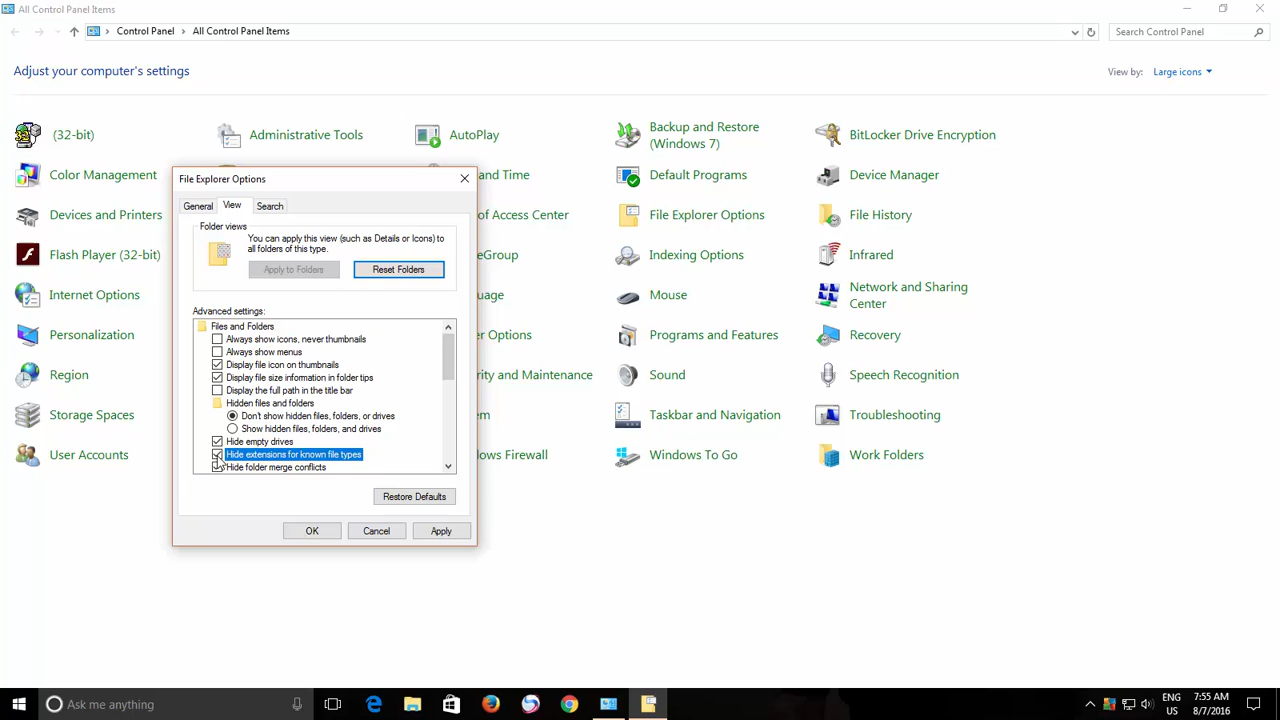 All Control Panel Items
Control Panel All Control Panel Items
Search Control Panel
Adjust your computer's settings
View by: Large icons
(32-bit)
Administrative Tools
AutoPlay
Backup and Restore
(Windows 7)
BitLocker Drive Encryption
Color Management
and Time
Default Programs
Device Manager
Devices and Printers
of Access Center
File Explorer Options
File History
Flash Player (32-bit)
eGroup
Indexing Options
Infrared
Internet Options
uage
Mouse
Network and Sharing
Center
Personalization
er Options
Programs and Features
Recovery
Region
rity and Maintenance
Sound
Speech Recognition
Storage Spaces
em
Taskbar and Navigation
Troubleshooting
User Accounts
ows Firewall
Windows To Go
Work Folders
File Explorer Options
General View Search
Folder views
You can apply this view (such as Details or Icons) to
all folders of this type.
Apply to Folders Reset Folders
Advanced settings:
Files and Folders
Always show icons, never thumbnails
Always show menus
Display file icon on thumbnails
Display file size information in folder tips
Display the full path in the title bar
Hidden files and folders
Don't show hidden files, folders, or drives
Show hidden files, folders, and drives
Hide empty drives
Hide extensions for known file types
Hide folder merge conflicts
Restore Defaults
OK Cancel Apply
Ask me anything
ENG
US
7:55 AM
8/7/2016